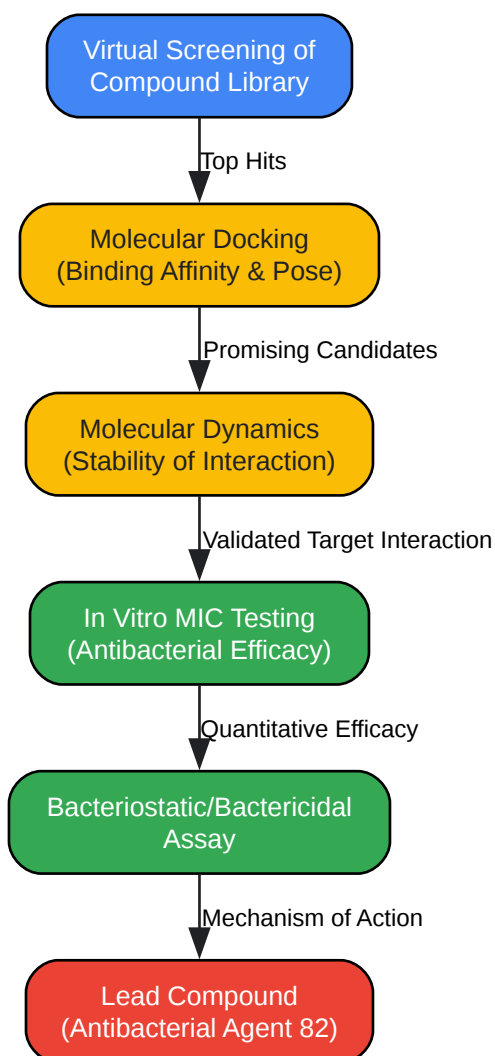 Virtual Screening of
Compound Library
Top Hits
Molecular Docking
(Binding Affinity & Pose)
Promising Candidates
Molecular Dynamics
(Stability of Interaction)
Validated Target Interaction
In Vitro MIC Testing
(Antibacterial Efficacy)
Quantitative Efficacy
Bacteriostatic/Bactericidal
Assay
Mechanism of Action
Lead Compound
(Antibacterial Agent 82)